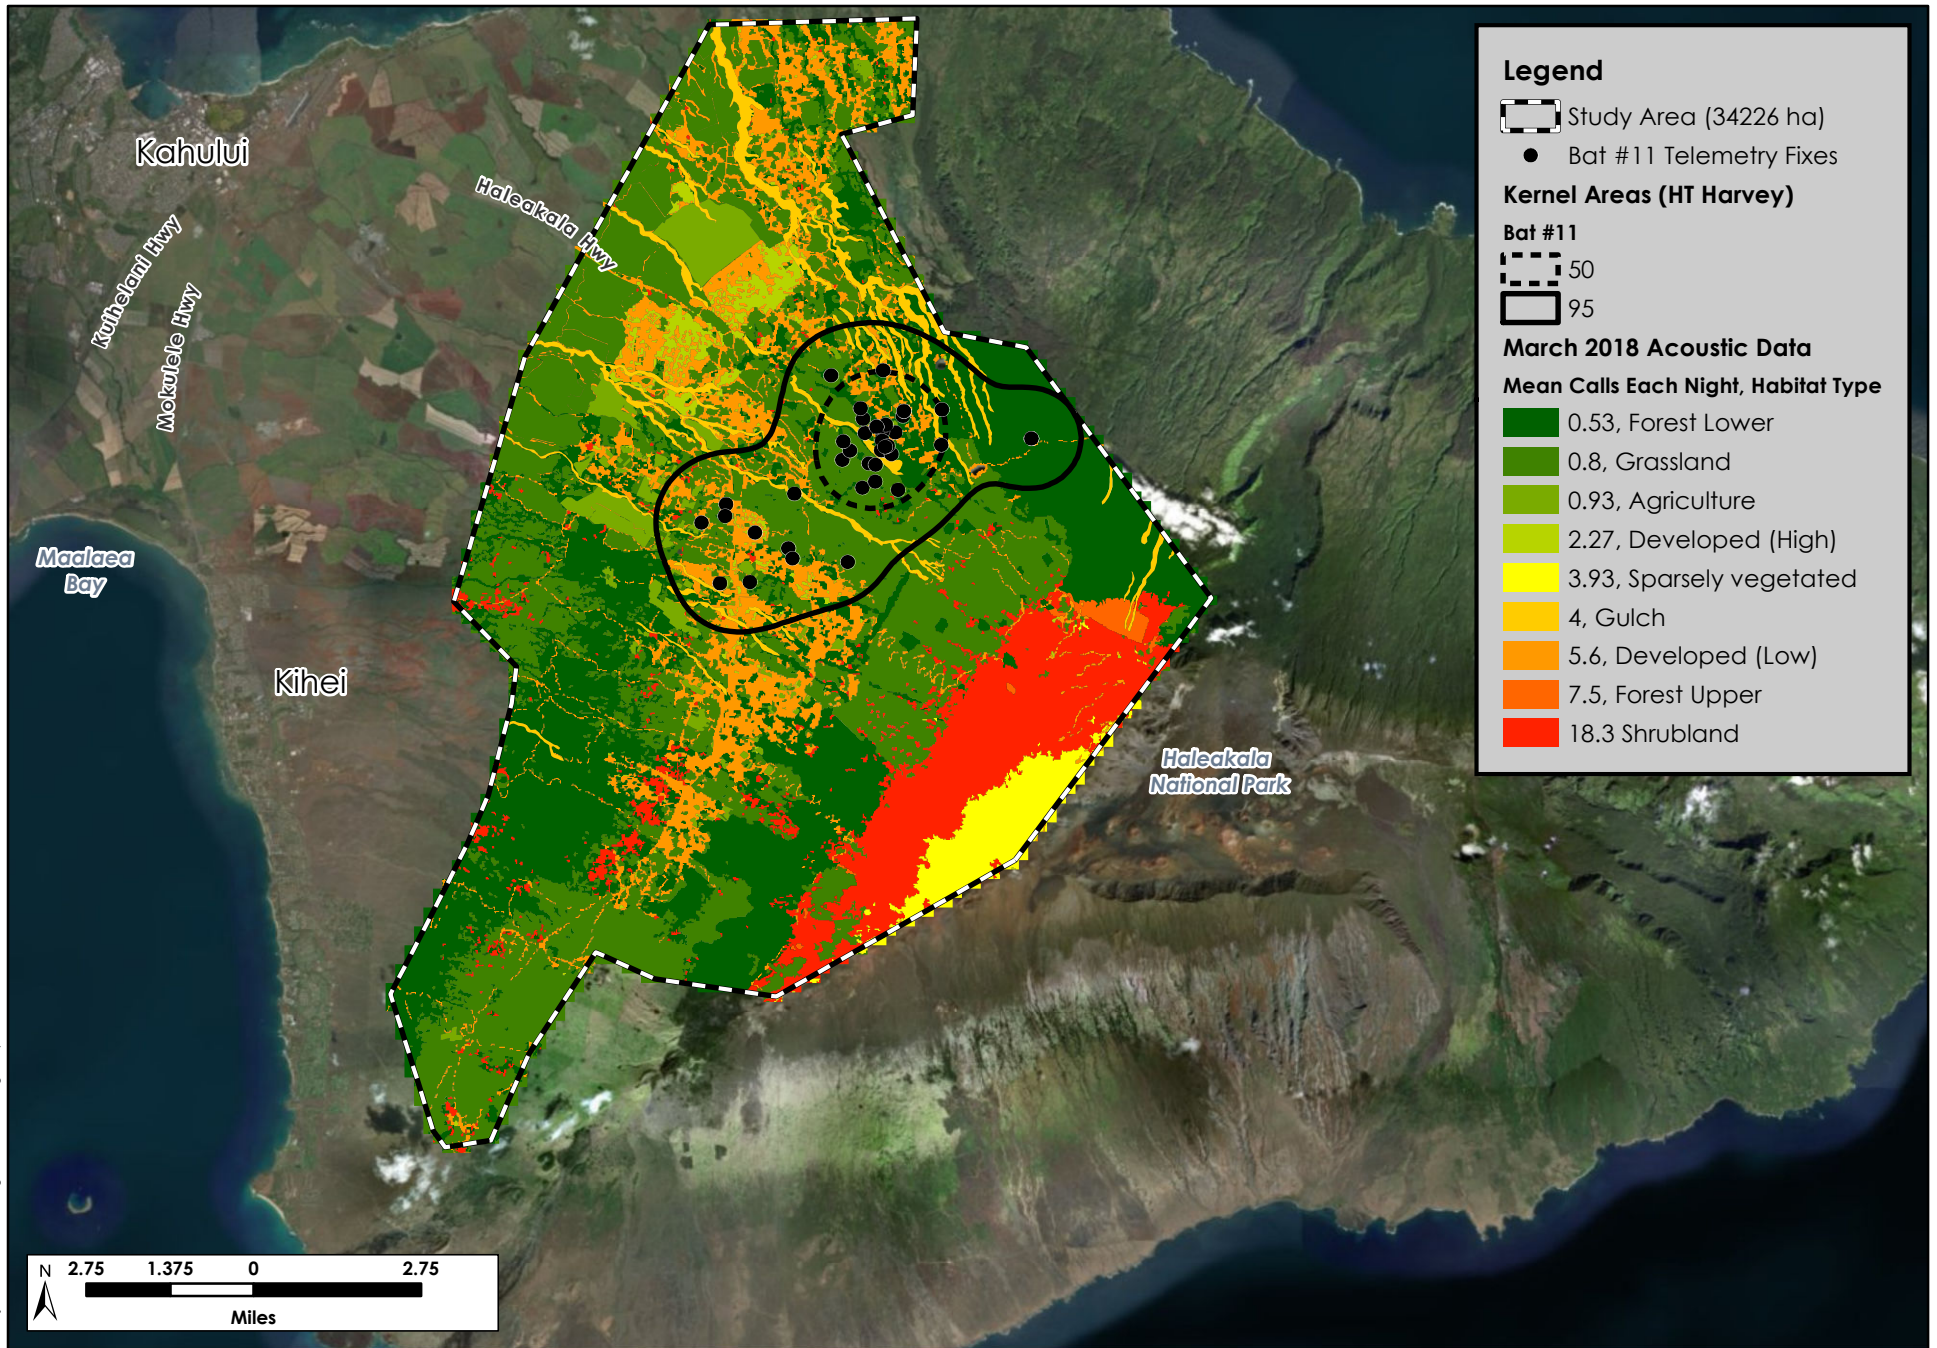 Legend
Study Area (34226 ha)
Bat #11 Telemetry Fixes
Kernel Areas (HT Harvey)
Bat #11
50
95
March 2018 Acoustic Data
Mean Calls Each Night, Habitat Type
0.53, Forest Lower
0.8, Grassland
0.93, Agriculture
2.27, Developed (High)
3.93, Sparsely vegetated
4, Gulch
5.6, Developed (Low)
7.5, Forest Upper
18.3 Shrubland
Kahului
Haleakala Hwy
Kuihelani Hwy
Mokulele Hwy
Maalaea
Bay
Kihei
Haleakala
National Park
N
2.75 1.375 0 2.75
Miles